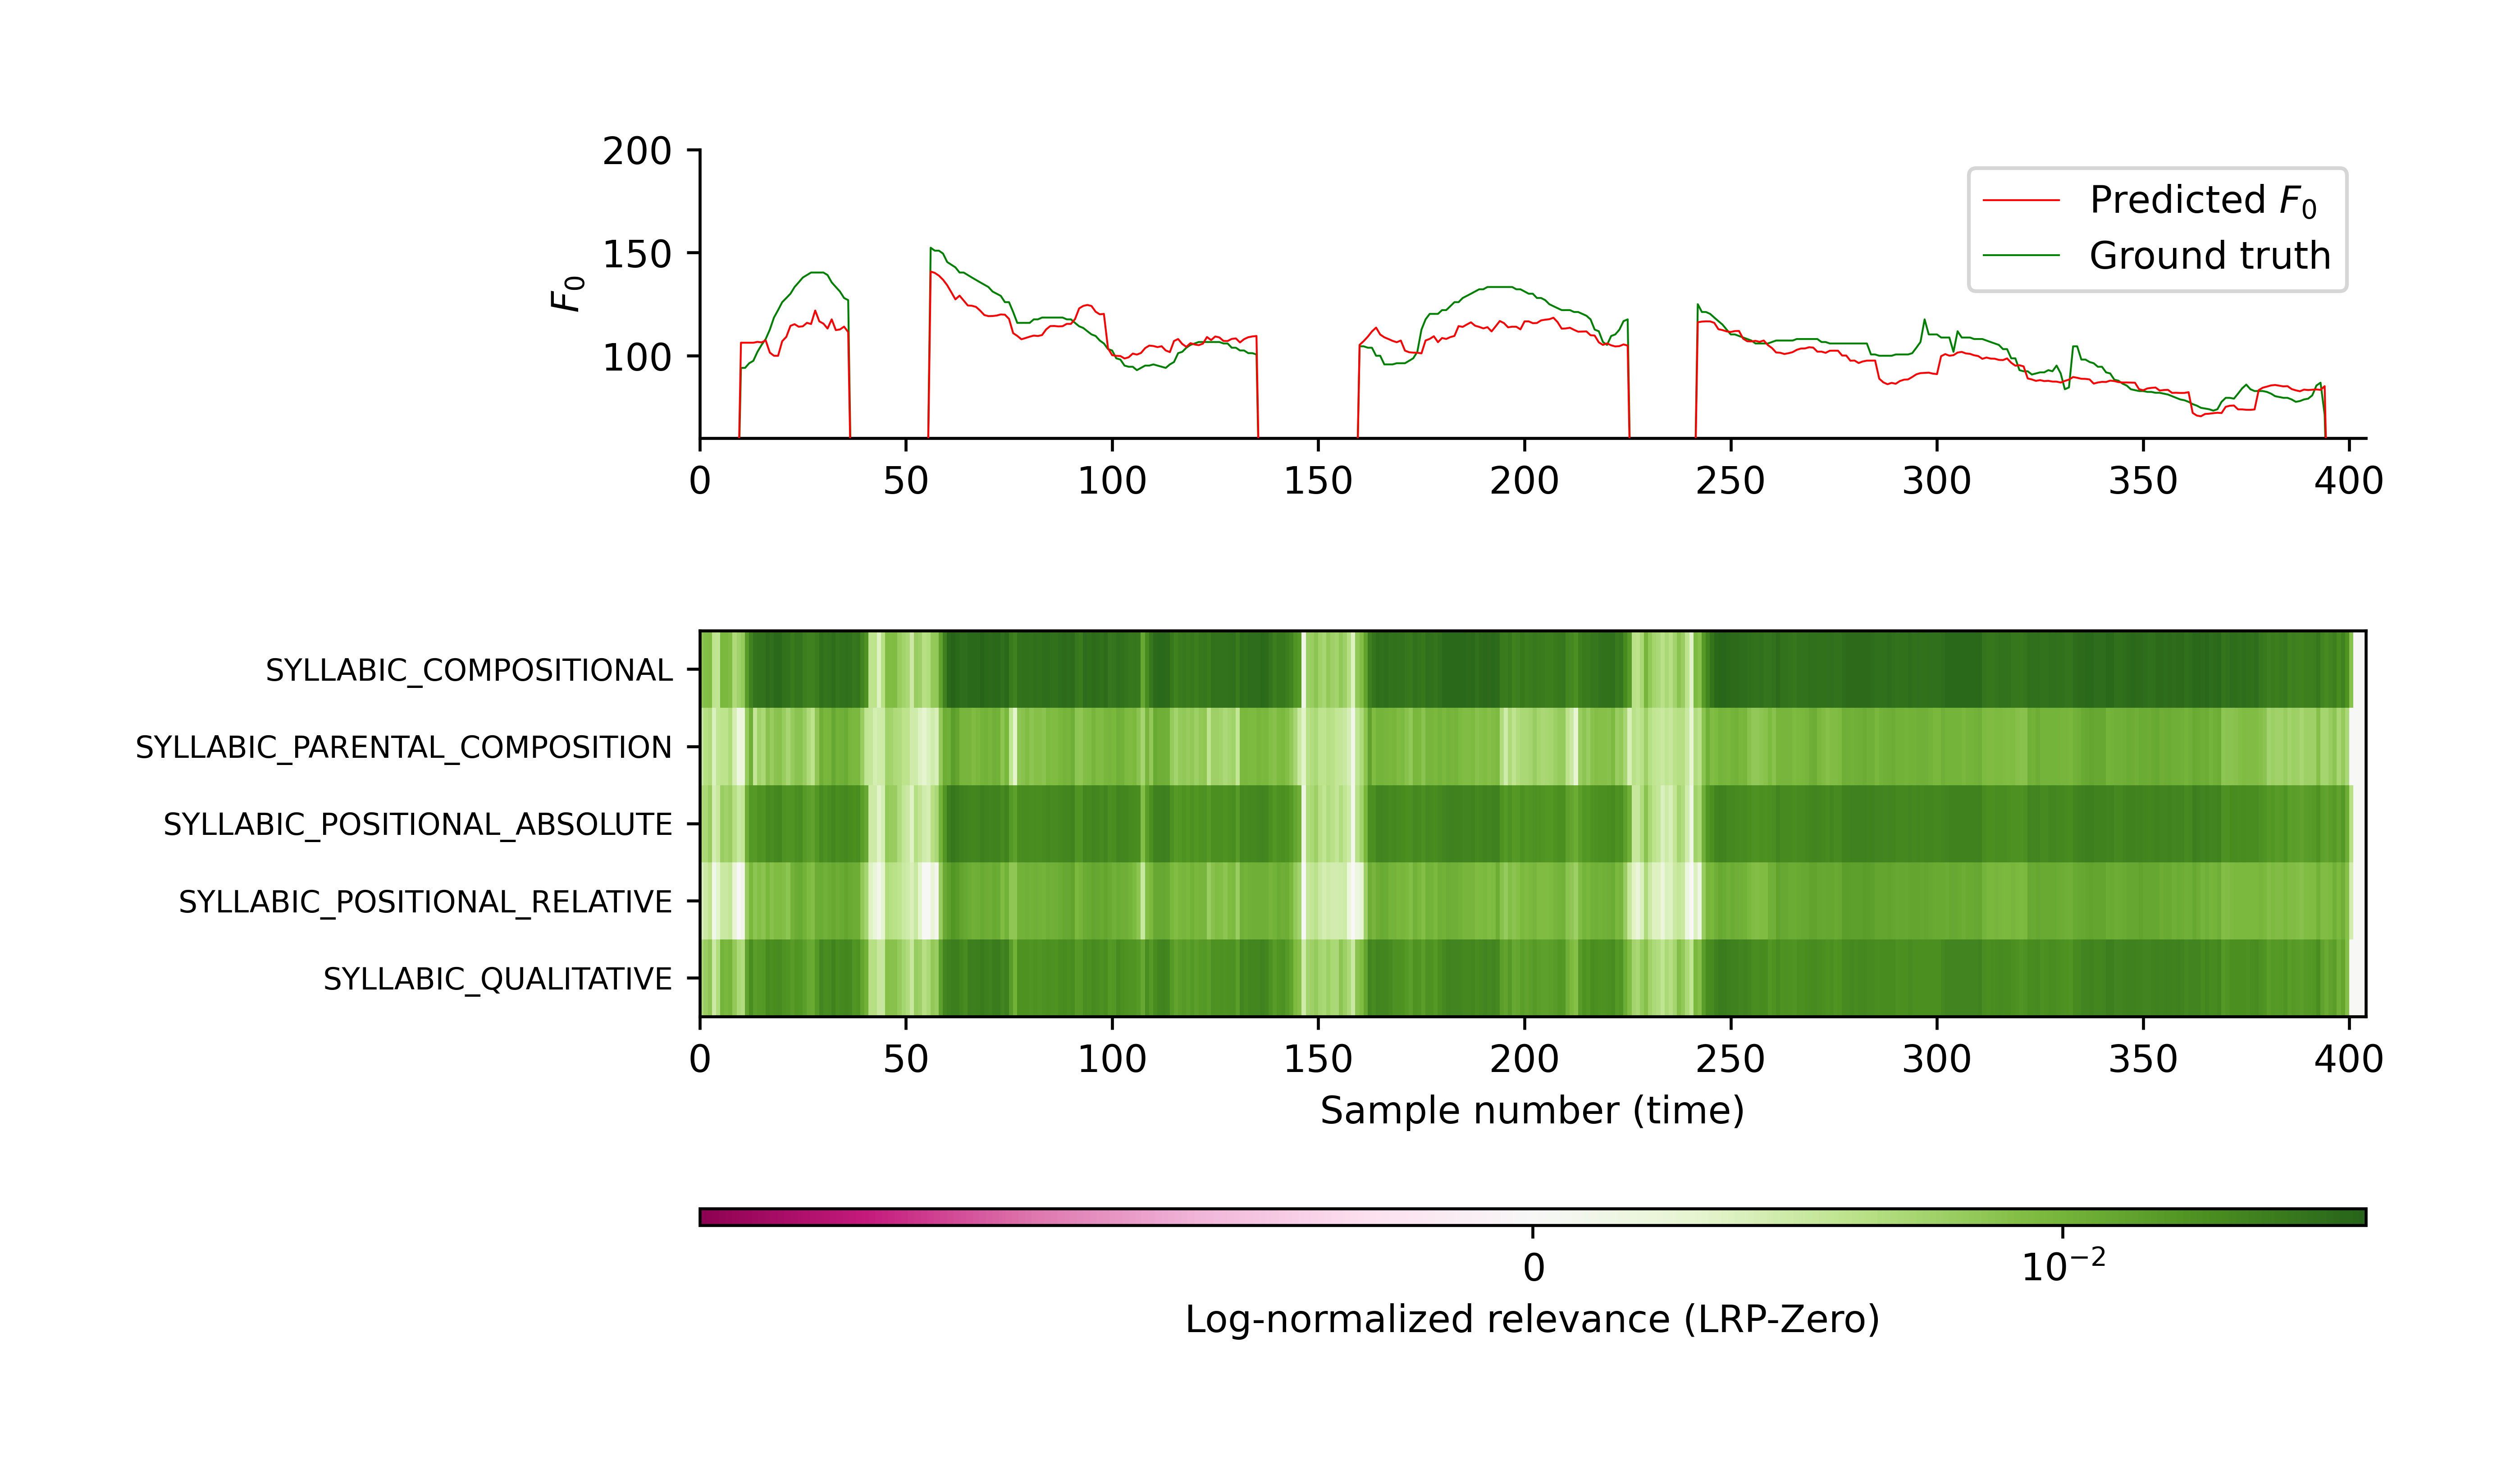 200
150
100
F0
Predicted F0
Ground truth
0 50 100 150 200 250 300 350 400
SYLLABIC_COMPOSITIONAL
SYLLABIC_PARENTAL_COMPOSITION
SYLLABIC_POSITIONAL_ABSOLUTE
SYLLABIC_POSITIONAL_RELATIVE
SYLLABIC_QUALITATIVE
0 50 100 150 200 250 300 350 400
Sample number (time)
0 10⁻²
Log-normalized relevance (LRP-Zero)